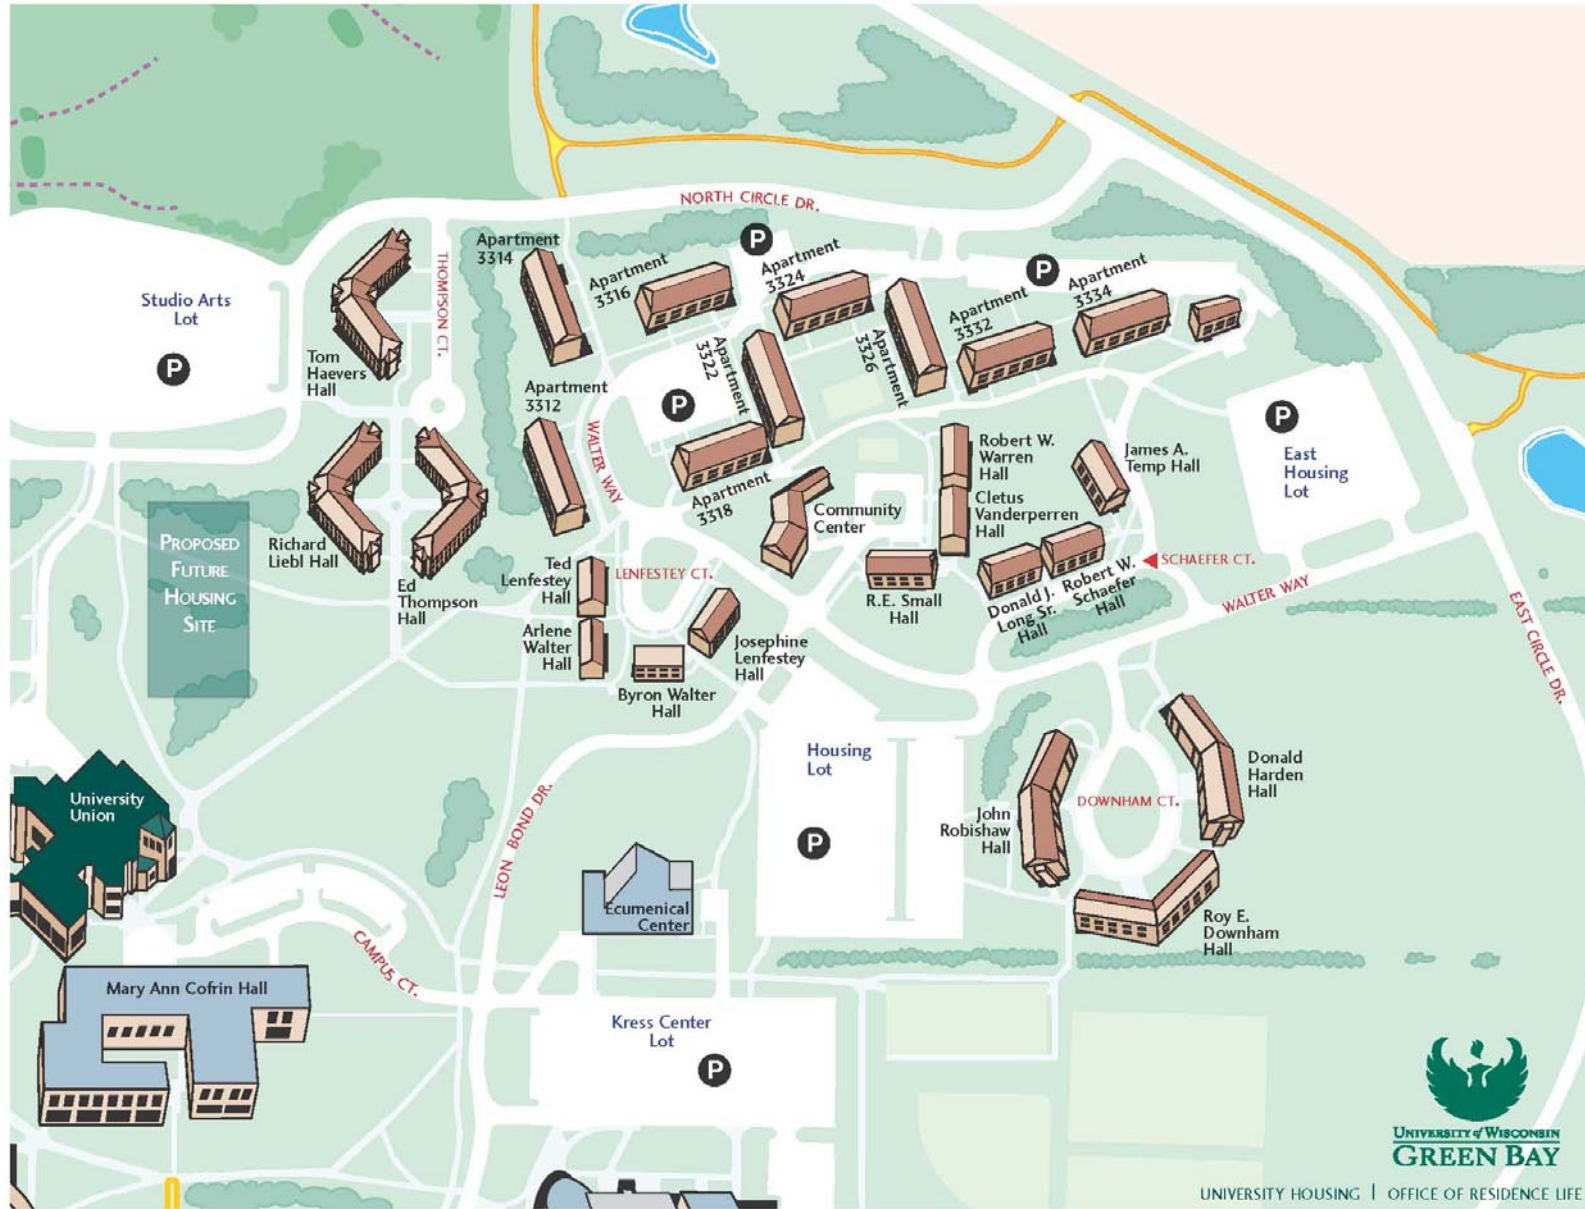 NORTH CIRCLE DR.
P
Apartment
3314
Apartment
3316
Apartment
3324
P
Apartment
3334
Apartment
3332
THOMPSON CT.
Studio Arts
Lot
P
Tom
Haevers
Hall
Apartment
3322
Apartment
3326
Apartment
3312
P
WALTER WAY
P
East
Housing
Lot
Robert W.
Warren
Hall
James A.
Temp Hall
Cletus
Vanderperren
Hall
Apartment
3318
Community
Center
PROPOSED
FUTURE
HOUSING
SITE
Richard
Liebl Hall
Ed
Thompson
Hall
Ted
Lenfestey
Hall
LENFESTEY CT.
SCHAEFER CT.
R.E. Small
Hall
Donald J.
Long Sr.
Hall
Robert W.
Schaefer
Hall
WALTER WAY
EAST CIRCLE DR.
Arlene
Walter
Hall
Josephine
Lenfestey
Hall
Byron Walter
Hall
Housing
Lot
P
Donald
Harden
Hall
DOWNHAM CT.
John
Robishaw
Hall
University
Union
LEON BOND DR.
Ecumenical
Center
Roy E.
Downham
Hall
CAMPUS CT.
Mary Ann Cofrin Hall
Kress Center
Lot
P
UNIVERSITY of WISCONSIN
GREEN BAY
UNIVERSITY HOUSING | OFFICE OF RESIDENCE LIFE